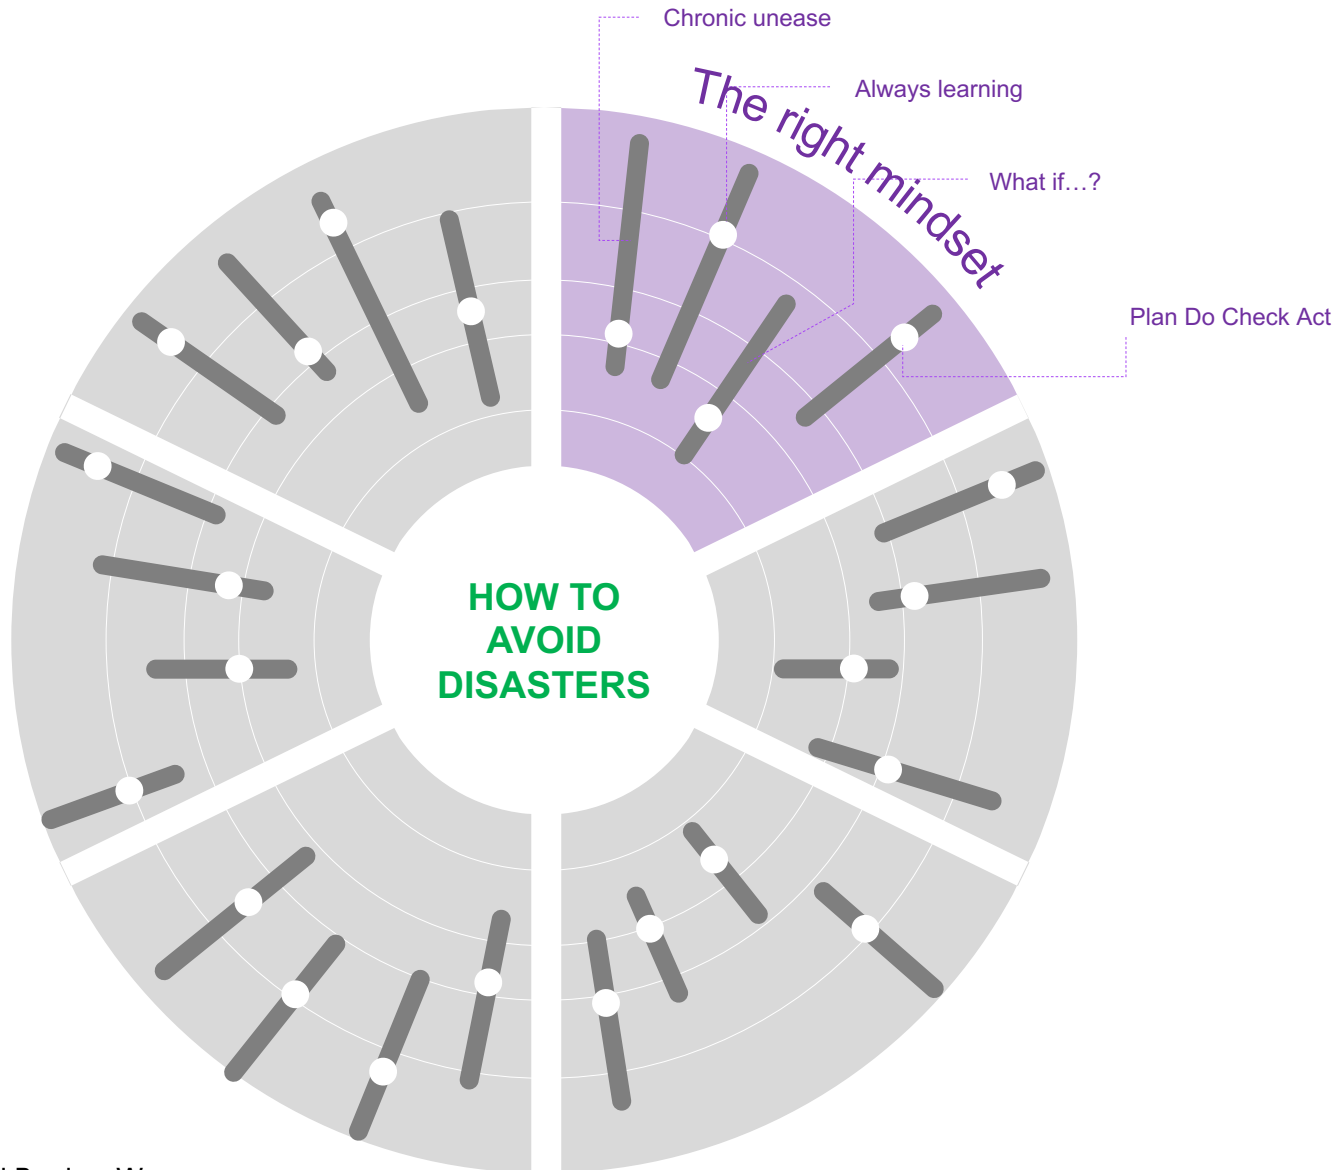 Chronic unease
Always learning
The right mindset
What if…?
Plan Do Check Act
HOW TO
AVOID
DISASTERS